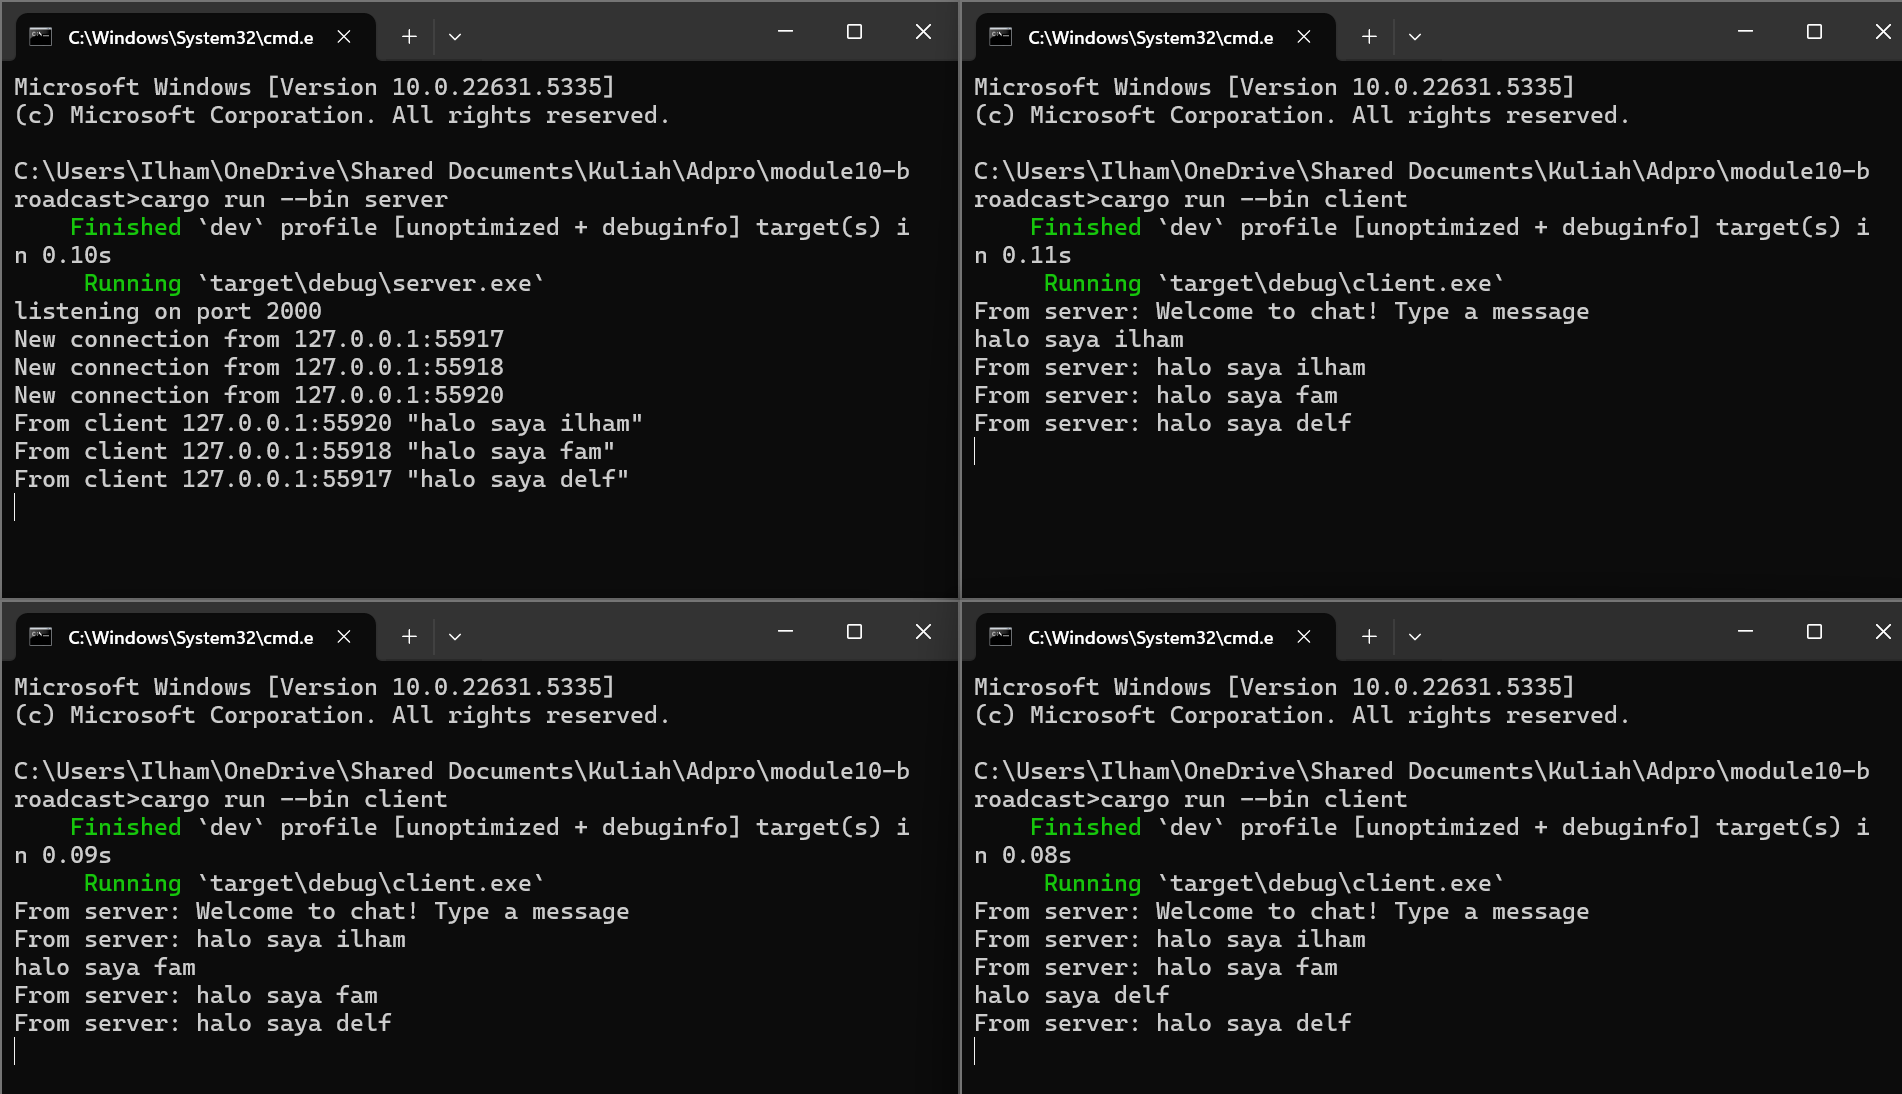 C:\Windows\System32\cmd.e
Microsoft Windows [Version 10.0.22631.5335]
(c) Microsoft Corporation. All rights reserved.
C:\Users\Ilham\OneDrive\Shared Documents\Kuliah\Adpro\module10-b
roadcast>cargo run --bin server
Finished `dev` profile [unoptimized + debuginfo] target(s) i
n 0.10s
Running `target\debug\server.exe`
listening on port 2000
New connection from 127.0.0.1:55917
New connection from 127.0.0.1:55918
New connection from 127.0.0.1:55920
From client 127.0.0.1:55920 "halo saya ilham"
From client 127.0.0.1:55918 "halo saya fam"
From client 127.0.0.1:55917 "halo saya delf"
C:\Windows\System32\cmd.e
Microsoft Windows [Version 10.0.22631.5335]
(c) Microsoft Corporation. All rights reserved.
C:\Users\Ilham\OneDrive\Shared Documents\Kuliah\Adpro\module10-b
roadcast>cargo run --bin client
Finished `dev` profile [unoptimized + debuginfo] target(s) i
n 0.11s
Running `target\debug\client.exe`
From server: Welcome to chat! Type a message
halo saya ilham
From server: halo saya ilham
From server: halo saya fam
From server: halo saya delf
C:\Windows\System32\cmd.e
Microsoft Windows [Version 10.0.22631.5335]
(c) Microsoft Corporation. All rights reserved.
C:\Users\Ilham\OneDrive\Shared Documents\Kuliah\Adpro\module10-b
roadcast>cargo run --bin client
Finished `dev` profile [unoptimized + debuginfo] target(s) i
n 0.09s
Running `target\debug\client.exe`
From server: Welcome to chat! Type a message
From server: halo saya ilham
halo saya fam
From server: halo saya fam
From server: halo saya delf
C:\Windows\System32\cmd.e
Microsoft Windows [Version 10.0.22631.5335]
(c) Microsoft Corporation. All rights reserved.
C:\Users\Ilham\OneDrive\Shared Documents\Kuliah\Adpro\module10-b
roadcast>cargo run --bin client
Finished `dev` profile [unoptimized + debuginfo] target(s) i
n 0.08s
Running `target\debug\client.exe`
From server: Welcome to chat! Type a message
From server: halo saya ilham
From server: halo saya fam
halo saya delf
From server: halo saya delf